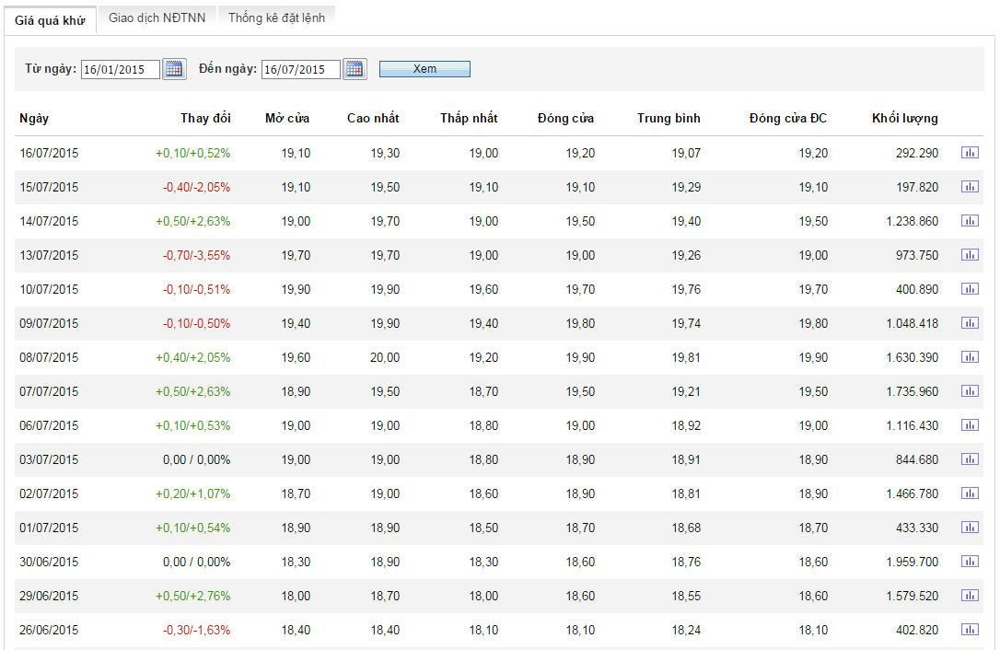 Giá quá khứ Giao dịch NĐTNN Thống kê đặt lệnh
Từ ngày: 16/01/2015 Đến ngày: 16/07/2015 Xem
Ngày Thay đổi Mở cửa Cao nhất Thấp nhất Đóng cửa Trung bình Đóng cửa ĐC Khối lượng
16/07/2015 +0,10/+0,52% 19,10 19,30 19,00 19,20 19,07 19,20 292.290
15/07/2015 -0,40/-2,05% 19,10 19,50 19,10 19,10 19,29 19,10 197.820
14/07/2015 +0,50/+2,63% 19,00 19,70 19,00 19,50 19,40 19,50 1.238.860
13/07/2015 -0,70/-3,55% 19,70 19,70 19,00 19,00 19,26 19,00 973.750
10/07/2015 -0,10/-0,51% 19,90 19,90 19,60 19,70 19,76 19,70 400.890
09/07/2015 -0,10/-0,50% 19,40 19,90 19,40 19,80 19,74 19,80 1.048.418
08/07/2015 +0,40/+2,05% 19,60 20,00 19,20 19,90 19,81 19,90 1.630.390
07/07/2015 +0,50/+2,63% 18,90 19,50 18,70 19,50 19,21 19,50 1.735.960
06/07/2015 +0,10/+0,53% 19,00 19,00 18,80 19,00 18,92 19,00 1.116.430
03/07/2015 0,00 / 0,00% 19,00 19,00 18,80 18,90 18,91 18,90 844.680
02/07/2015 +0,20/+1,07% 18,70 19,00 18,60 18,90 18,81 18,90 1.466.780
01/07/2015 +0,10/+0,54% 18,90 18,90 18,50 18,70 18,68 18,70 433.330
30/06/2015 0,00 / 0,00% 18,30 18,90 18,30 18,60 18,76 18,60 1.959.700
29/06/2015 +0,50/+2,76% 18,00 18,70 18,00 18,60 18,55 18,60 1.579.520
26/06/2015 -0,30/-1,63% 18,40 18,40 18,10 18,10 18,24 18,10 402.820